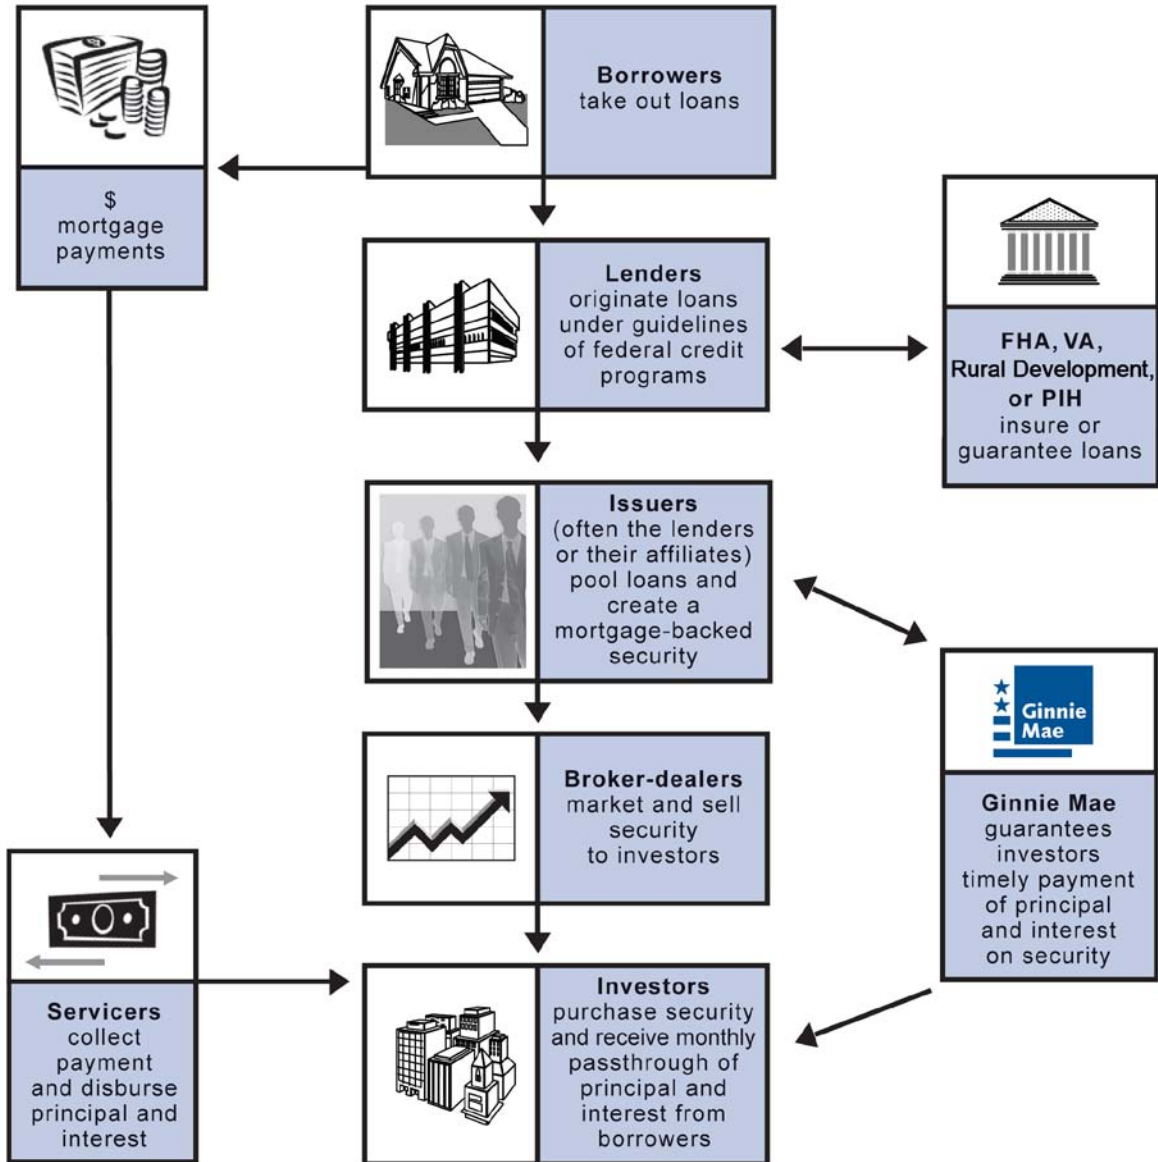 Borrowers
take out loans
$
mortgage
payments
Lenders
originate loans
under guidelines
of federal credit
programs
FHA, VA,
Rural Development,
or PIH
insure or
guarantee loans
Issuers
(often the lenders
or their affiliates)
pool loans and
create a
mortgage-backed
security
Ginnie
Mae
Ginnie Mae
guarantees
investors
timely payment
of principal
and interest
on security
Broker-dealers
market and sell
security
to investors
Servicers
collect
payment
and disburse
principal and
interest
Investors
purchase security
and receive monthly
passthrough of
principal and
interest from
borrowers